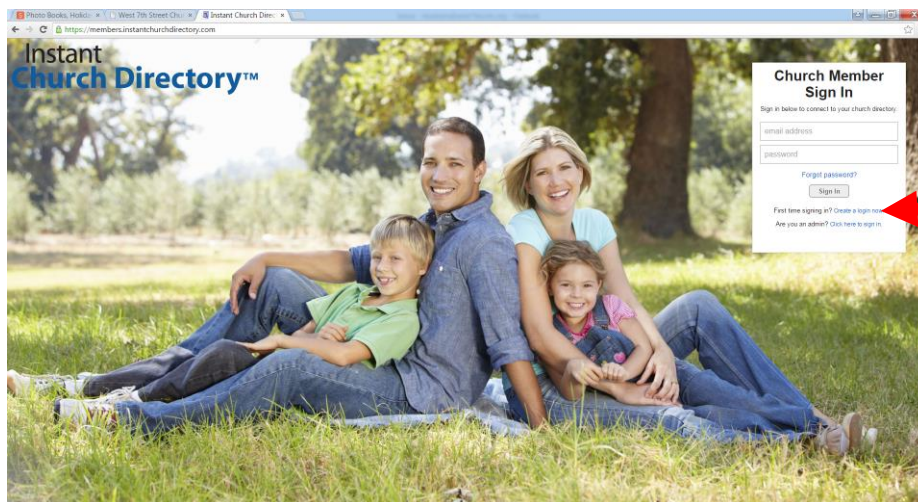 Photo Books, Holida
West 7th Street Chu
Instant Church Direc
https://members.instantchurchdirectory.com
Instant
Church Directory™
Church Member
Sign In
Sign in below to connect to your church directory.
email address
password
Forgot password?
Sign In
First time signing in? Create a login now
Are you an admin? Click here to sign in.